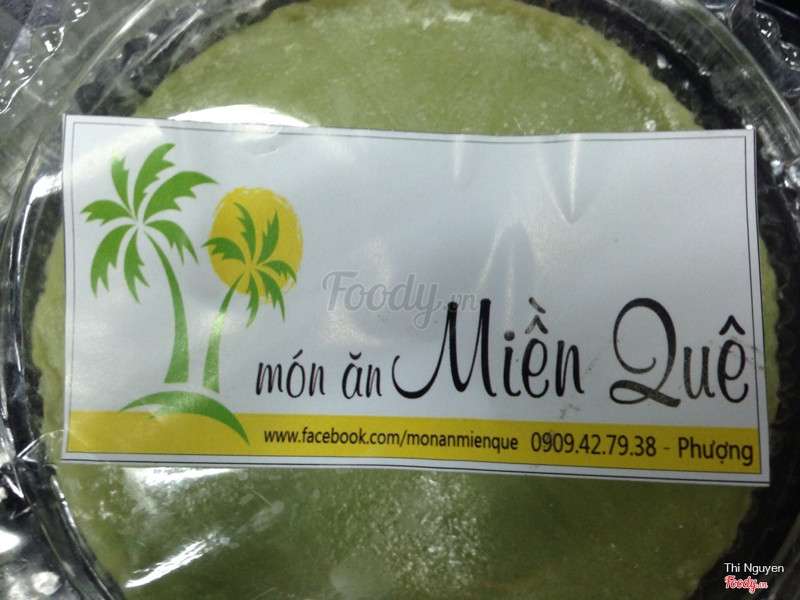 Foody.vn
món ăn Miền Quê
www.facebook.com/monanmienque 0909.42.79.38 - Phượng
Thi Nguyen
Foody.vn